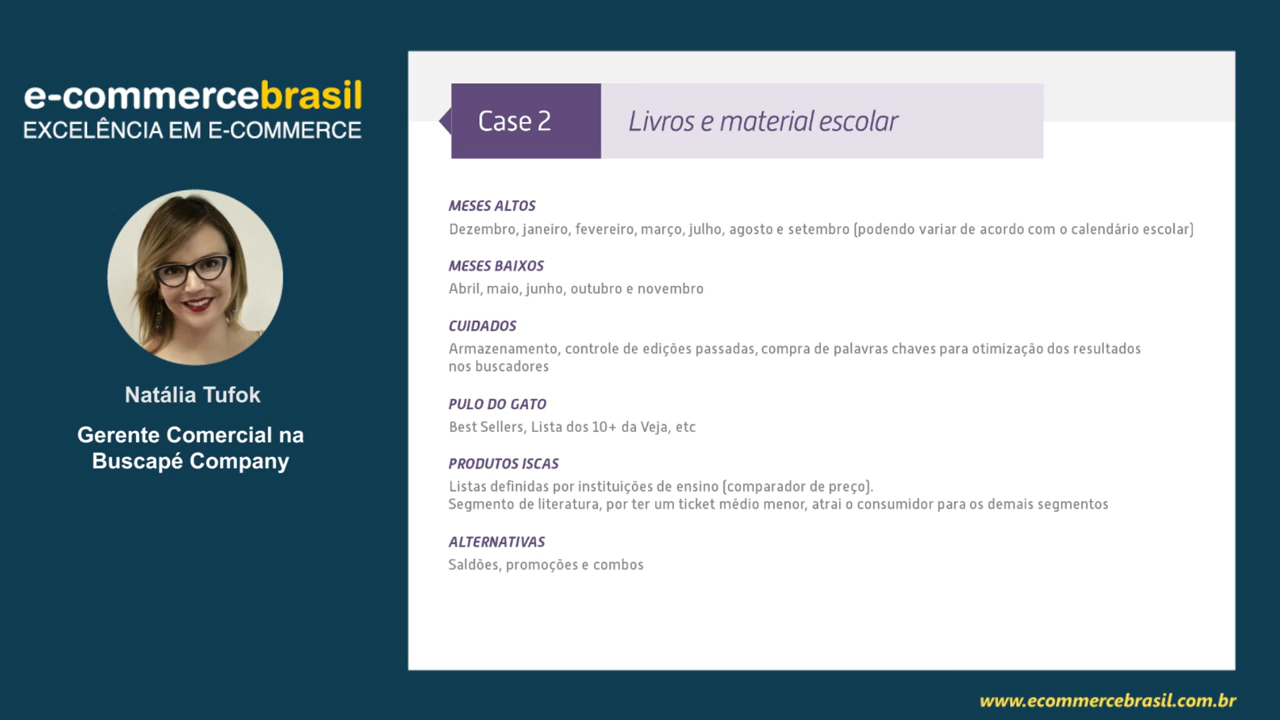 e-commercebrasil
EXCELÊNCIA EM E-COMMERCE
Natália Tufok
Gerente Comercial na
Buscapé Company
Case 2
Livros e material escolar
MESES ALTOS
Dezembro, janeiro, fevereiro, março, julho, agosto e setembro (podendo variar de acordo com o calendário escolar)
MESES BAIXOS
Abril, maio, junho, outubro e novembro
CUIDADOS
Armazenamento, controle de edições passadas, compra de palavras chaves para otimização dos resultados
nos buscadores
PULO DO GATO
Best Sellers, Lista dos 10+ da Veja, etc
PRODUTOS ISCAS
Listas definidas por instituições de ensino (comparador de preço).
Segmento de literatura, por ter um ticket médio menor, atrai o consumidor para os demais segmentos
ALTERNATIVAS
Saldões, promoções e combos
www.ecommercebrasil.com.br